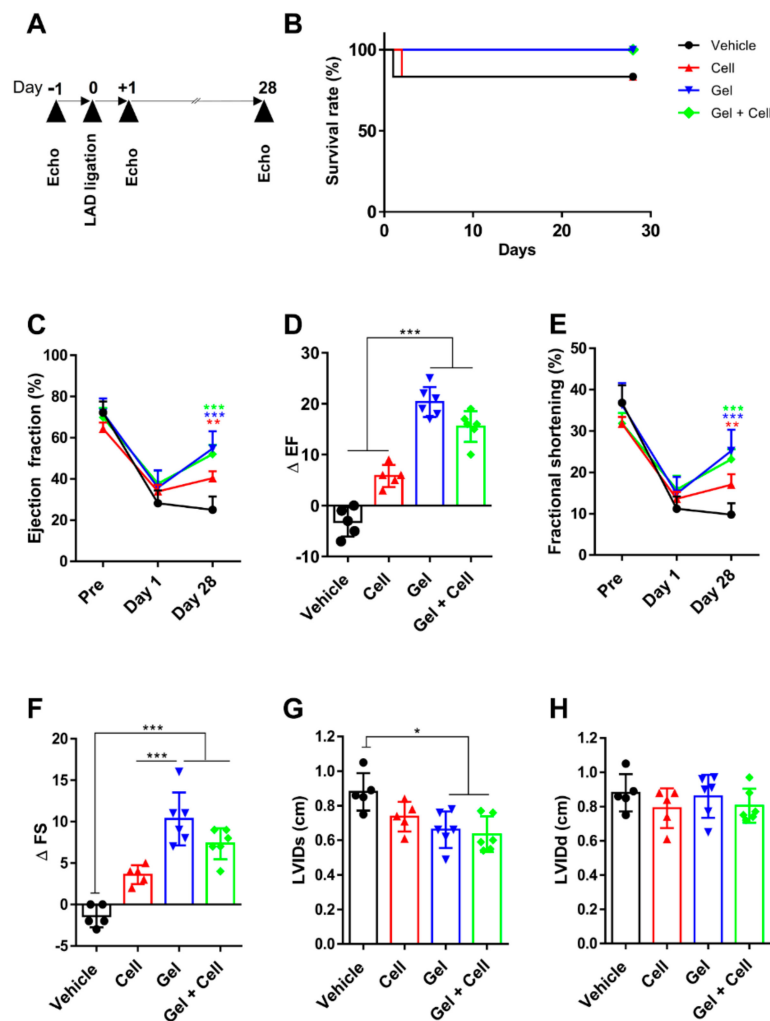 A
Day -1 0 +1 28
Echo
LAD ligation
Echo
Echo
B
Survival rate (%)
100
50
0
0 10 20 30
Days
Vehicle
Cell
Gel
Gel + Cell
C
Ejection fraction (%)
100
80
60
40
20
0
***
***
**
Pre
Day 1
Day 28
D
Δ EF
30
20
10
0
-10
***
Vehicle
Cell
Gel
Gel + Cell
E
Fractional shortening (%)
50
40
30
20
10
0
***
***
**
Pre
Day 1
Day 28
F
Δ FS
20
15
10
5
0
-5
***
***
Vehicle
Cell
Gel
Gel + Cell
G
LVIDs (cm)
1.2
1.0
0.8
0.6
0.4
0.2
0.0
*
Vehicle
Cell
Gel
Gel + Cell
H
LVIDd (cm)
1.2
1.0
0.8
0.6
0.4
0.2
0.0
Vehicle
Cell
Gel
Gel + Cell